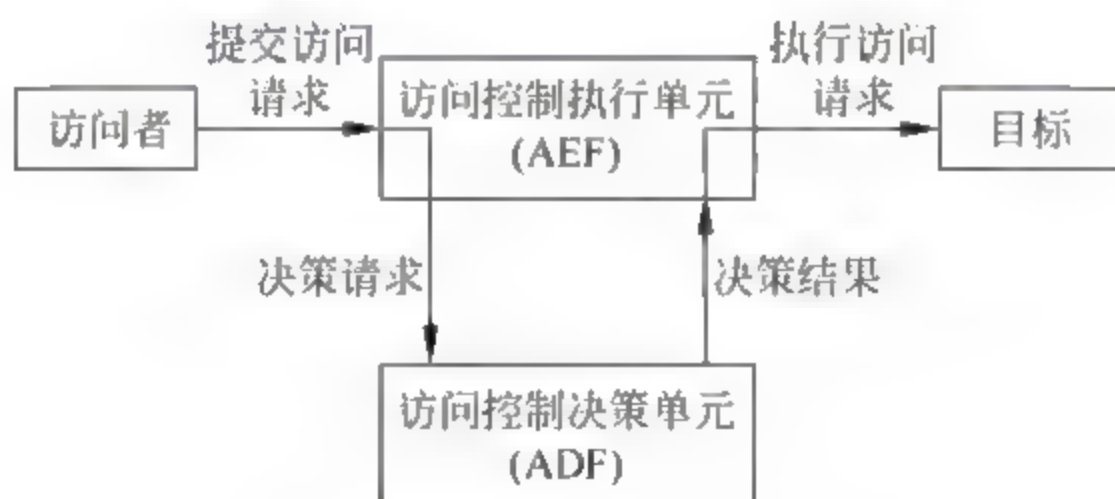 提交访问
请求
执行访问
请求
访问者
访问控制执行单元
(AEF)
目标
决策请求
决策结果
访问控制决策单元
(ADF)